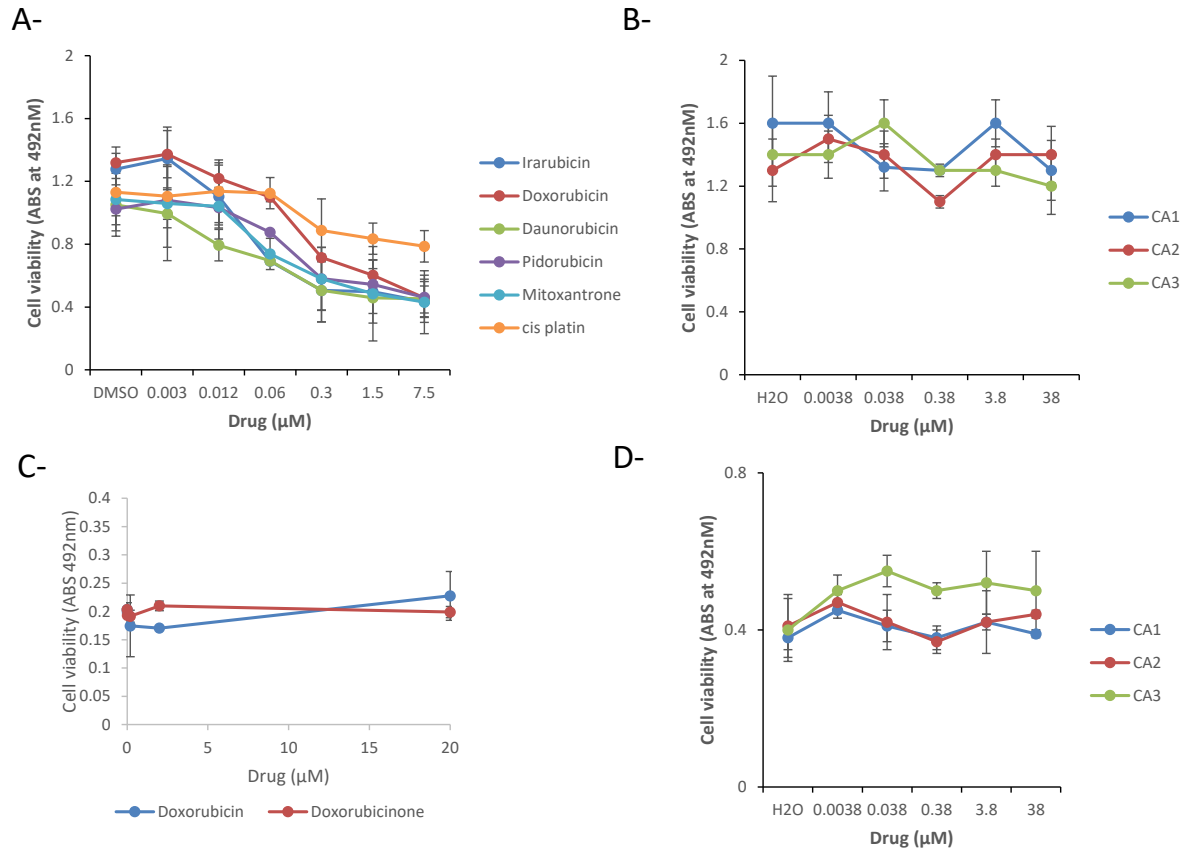 A-
Cell viability (ABS at 492nM)
2
1.6
1.2
0.8
0.4
0
DMSO 0.003 0.012 0.06 0.3 1.5 7.5
Drug (µM)
Irarubicin
Doxorubicin
Daunorubicin
Pidorubicin
Mitoxantrone
cis platin
B-
Cell viability (ABS at 492nM)
2
1.6
1.2
0.8
0.4
0
H2O 0.0038 0.038 0.38 3.8 38
Drug (µM)
CA1
CA2
CA3
C-
Cell viability (ABS 492nm)
0.4
0.35
0.3
0.25
0.2
0.15
0.1
0.05
0
0 5 10 15 20
Drug (µM)
Doxorubicin Doxorubicinone
D-
Cell viability (ABS at 492nM)
0.8
0.4
0
H2O 0.0038 0.038 0.38 3.8 38
Drug (µM)
CA1
CA2
CA3